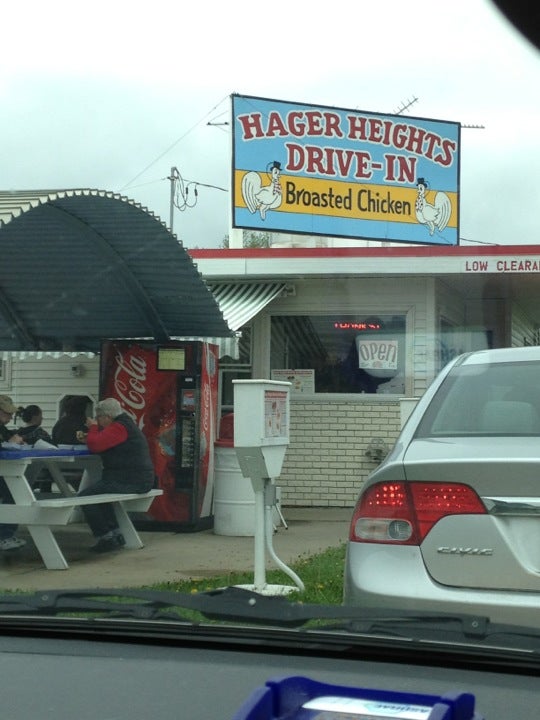 HAGER HEIGHTS
DRIVE-IN
Broasted Chicken
LOW CLEARA
Open
Coca-Cola
CIVIC